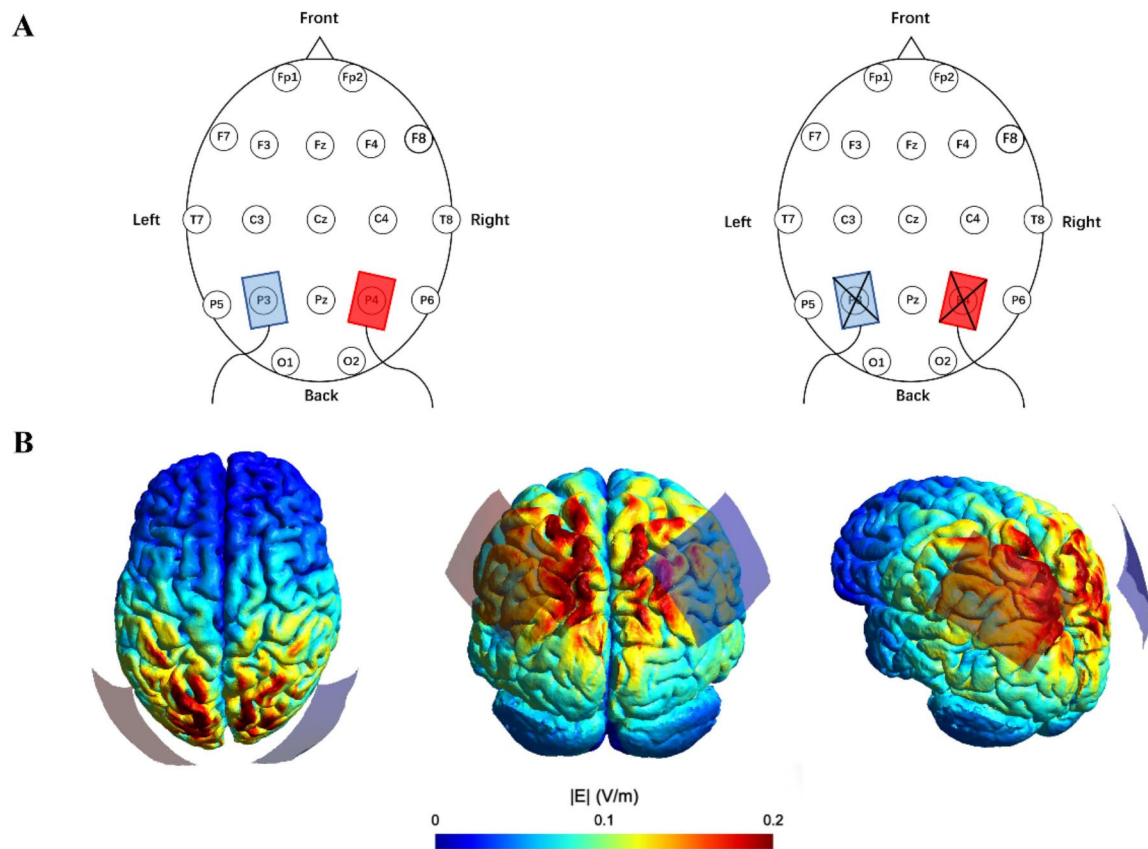 A
Front
Front
Fp1 Fp2
Fp1 Fp2
F7 F3 Fz F4 F8
F7 F3 Fz F4 F8
Left T7 C3 Cz C4 T8 Right
Left T7 C3 Cz C4 T8 Right
P5 P3 Pz P4 P6
P5 Pz P6
O1 O2
O1 O2
Back
Back
B
|E| (V/m)
0 0.1 0.2